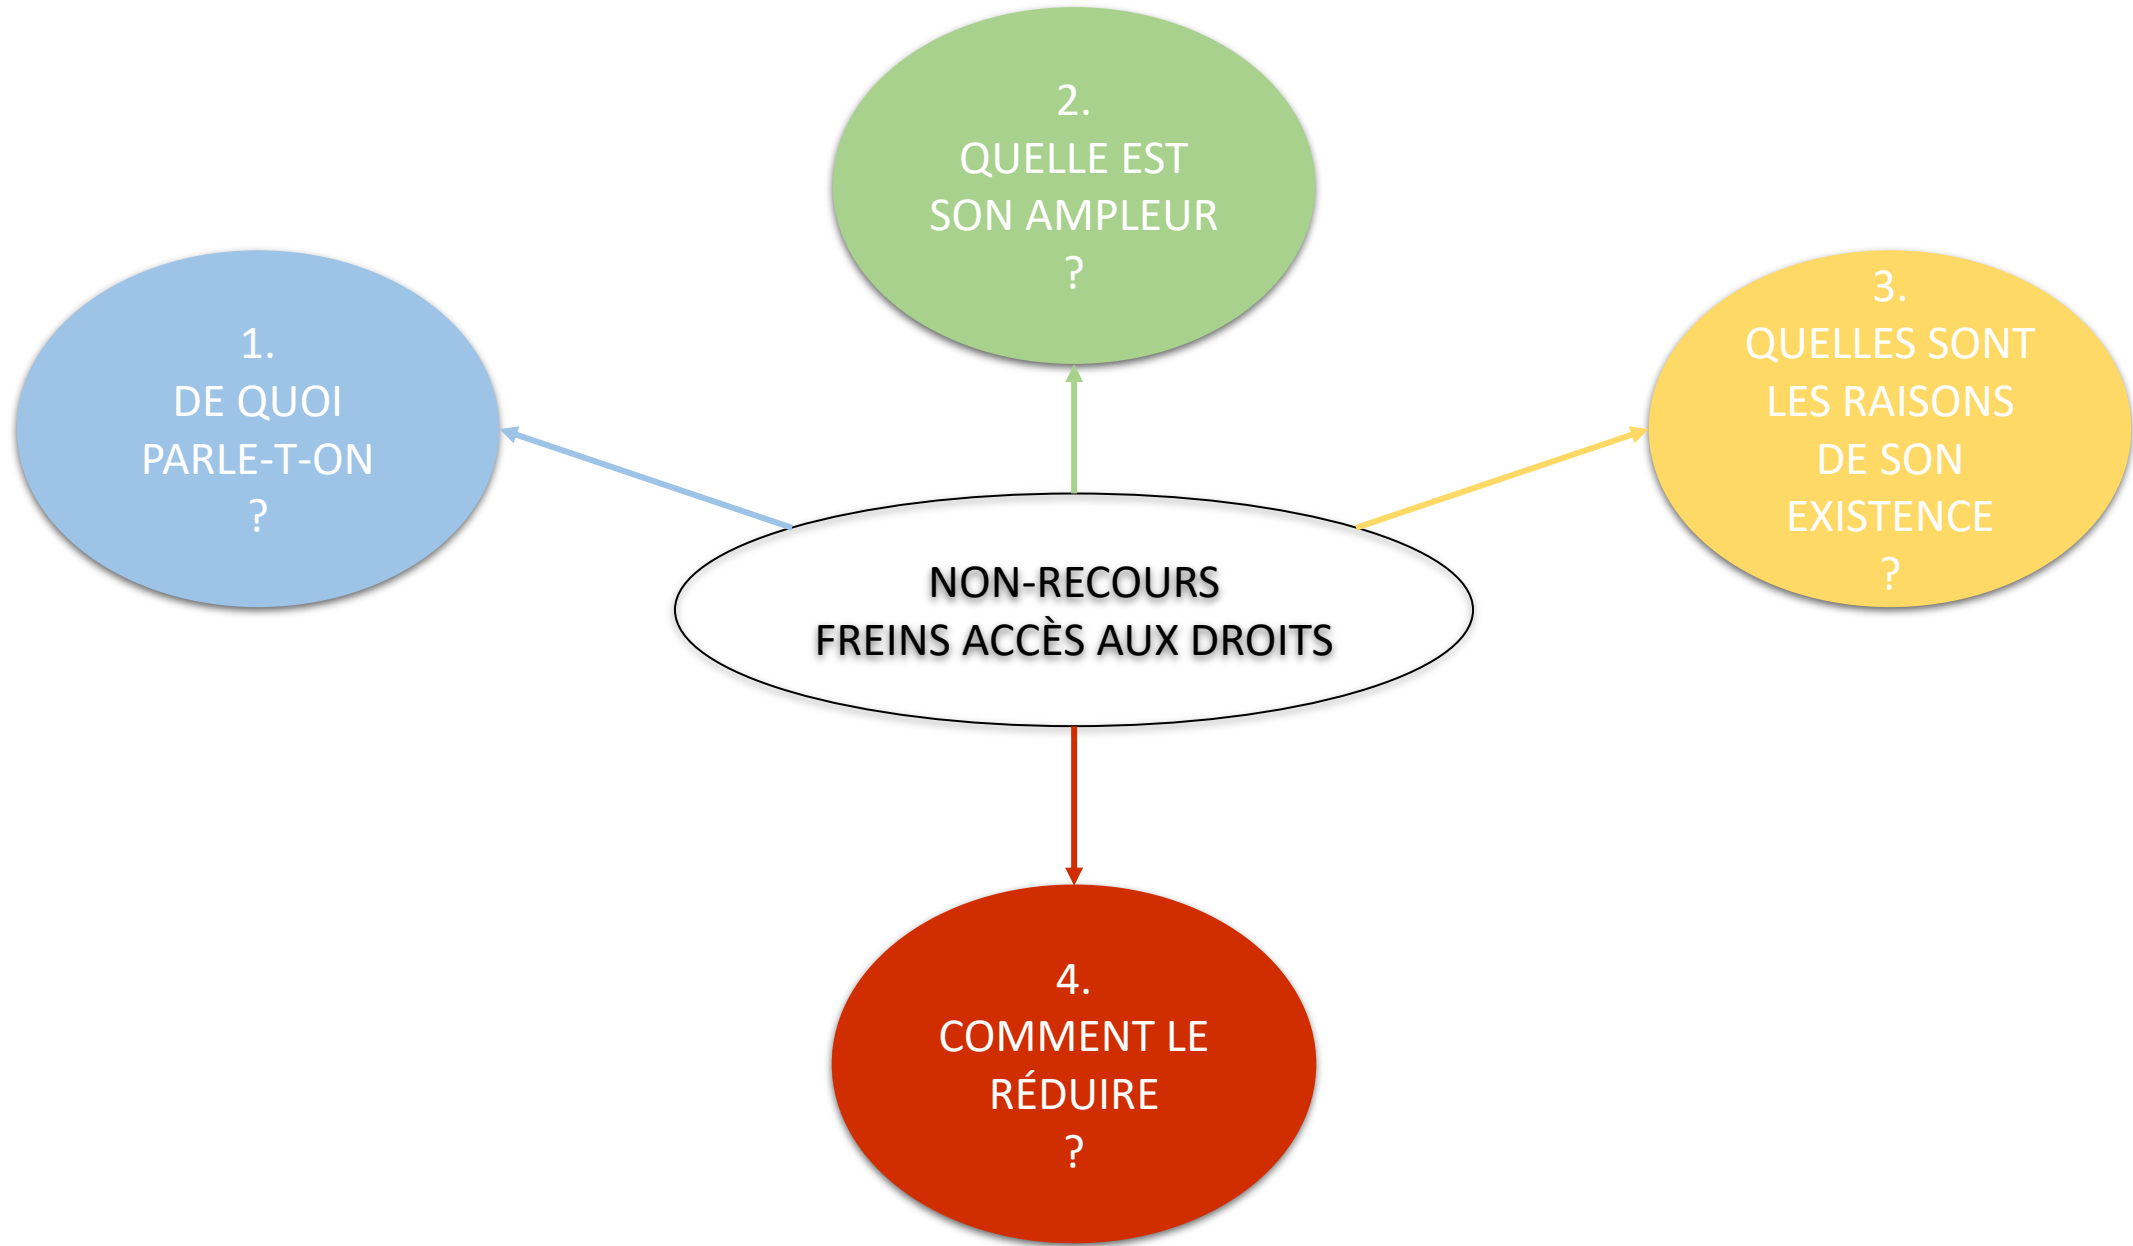 1.
DE QUOI
PARLE-T-ON
?
2.
QUELLE EST
SON AMPLEUR
?
3.
QUELLES SONT
LES RAISONS
DE SON
EXISTENCE
?
NON-RECOURS
FREINS ACCÈS AUX DROITS
4.
COMMENT LE
RÉDUIRE
?